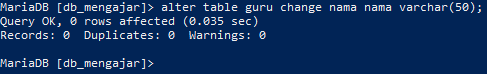 MariaDB [db_mengajar]> alter table guru change nama nama varchar(50);
Query OK, 0 rows affected (0.035 sec)
Records: 0  Duplicates: 0  Warnings: 0
MariaDB [db_mengajar]>